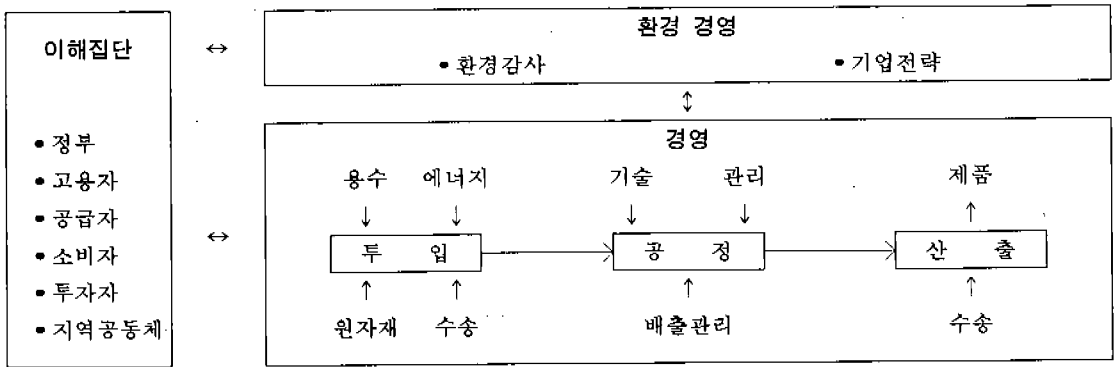 이해집단
• 정부
• 고용자
• 공급자
• 소비자
• 투자자
• 지역공동체
↔
↔
환경 경영
• 환경감사 • 기업전략
↕
경영
용수 에너지 기술 관리 제품
↓ ↓ ↓ ↓ ↑
투 입 → 공 정 → 산 출
↑ ↑ ↑ ↑
원자재 수송 배출관리 수송